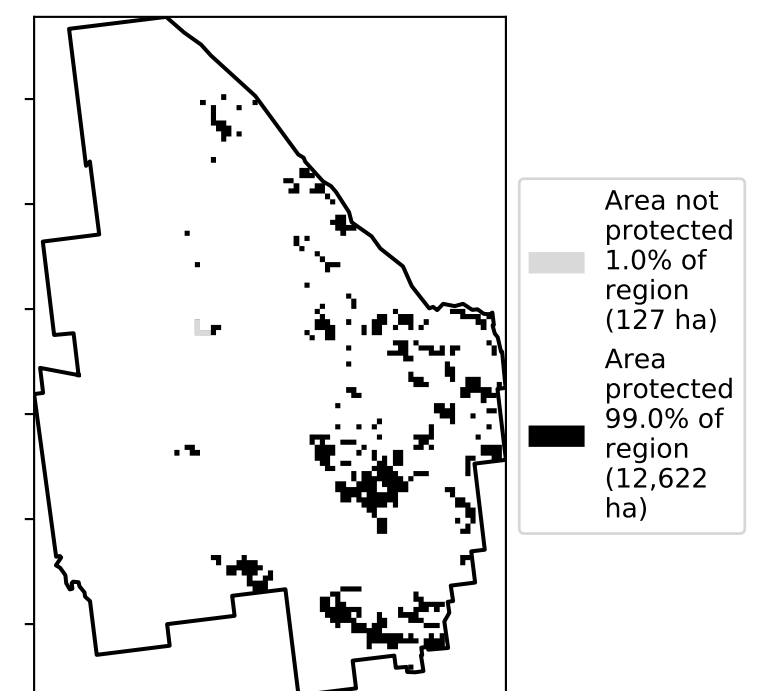 Area not
protected
1.0% of
region
(127 ha)
Area
protected
99.0% of
region
(12,622
ha)